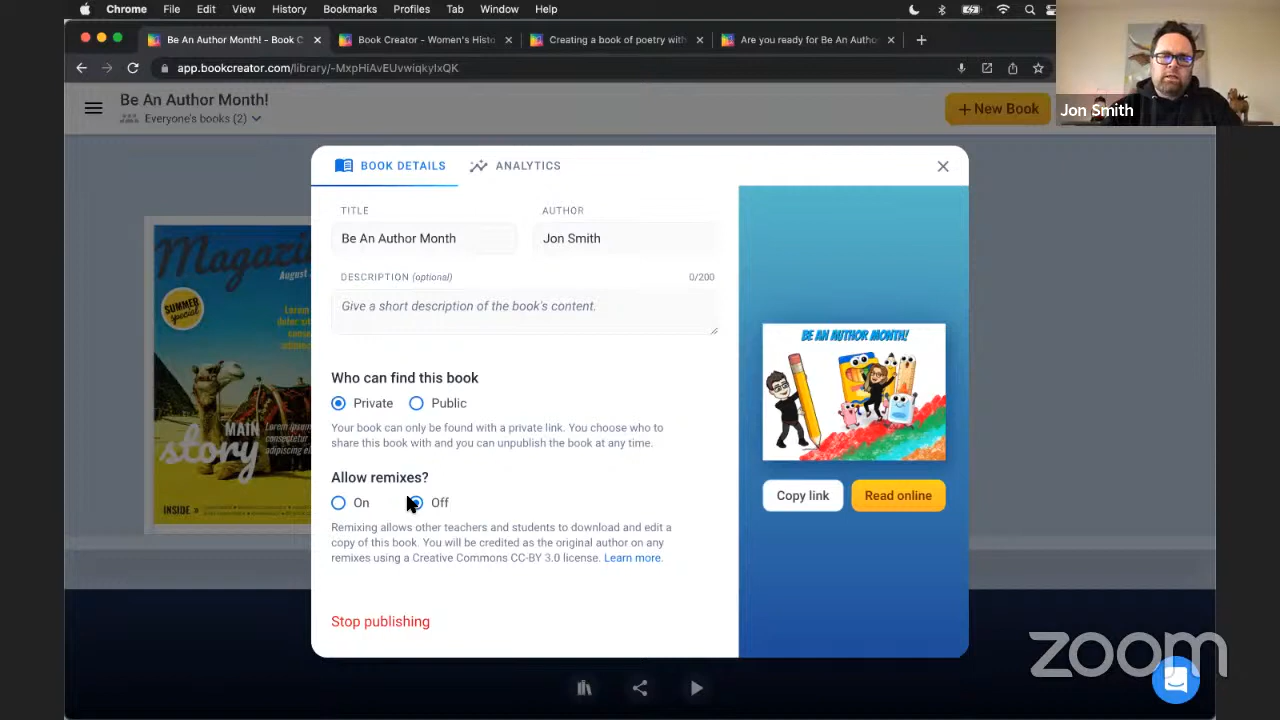 Chrome File Edit View History Bookmarks Profiles Tab Window Help
Be An Author Month! - Book C
Book Creator - Women's Histo
Creating a book of poetry with
Are you ready for Be An Autho
app.bookcreator.com/library/-MxpHiAvEUvwiqkylxQK
Be An Author Month!
Everyone's books (2)
+ New Book
Jon Smith
BOOK DETAILS
ANALYTICS
TITLE
AUTHOR
Be An Author Month
Jon Smith
DESCRIPTION (optional)
0/200
Give a short description of the book's content.
Who can find this book
Private
Public
Your book can only be found with a private link. You choose who to
share this book with and you can unpublish the book at any time.
Allow remixes?
On
Off
Remixing allows other teachers and students to download and edit a
copy of this book. You will be credited as the original author on any
remixes using a Creative Commons CC-BY 3.0 license. Learn more.
Stop publishing
BE AN AUTHOR MONTH!
Copy link
Read online
Magazin
August
SUMMER
special
Lorem
MAIN
story
Lorem ipsum
consectetur
adipiscing el
INSIDE »
zoom